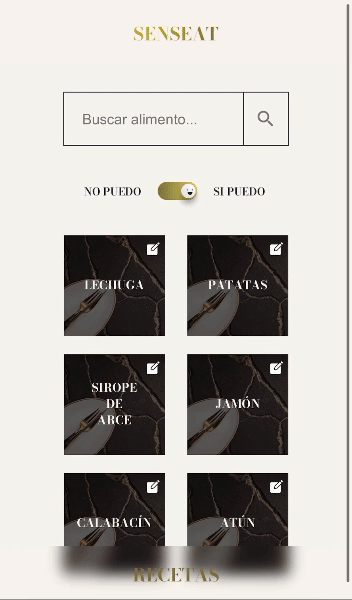 SENSEAT
Buscar alimento...
NO PUEDO
SI PUEDO
LECHUGA
PATATAS
SIROPE
DE
ARCE
JAMÓN
CALABACÍN
ATÚN
RECETAS